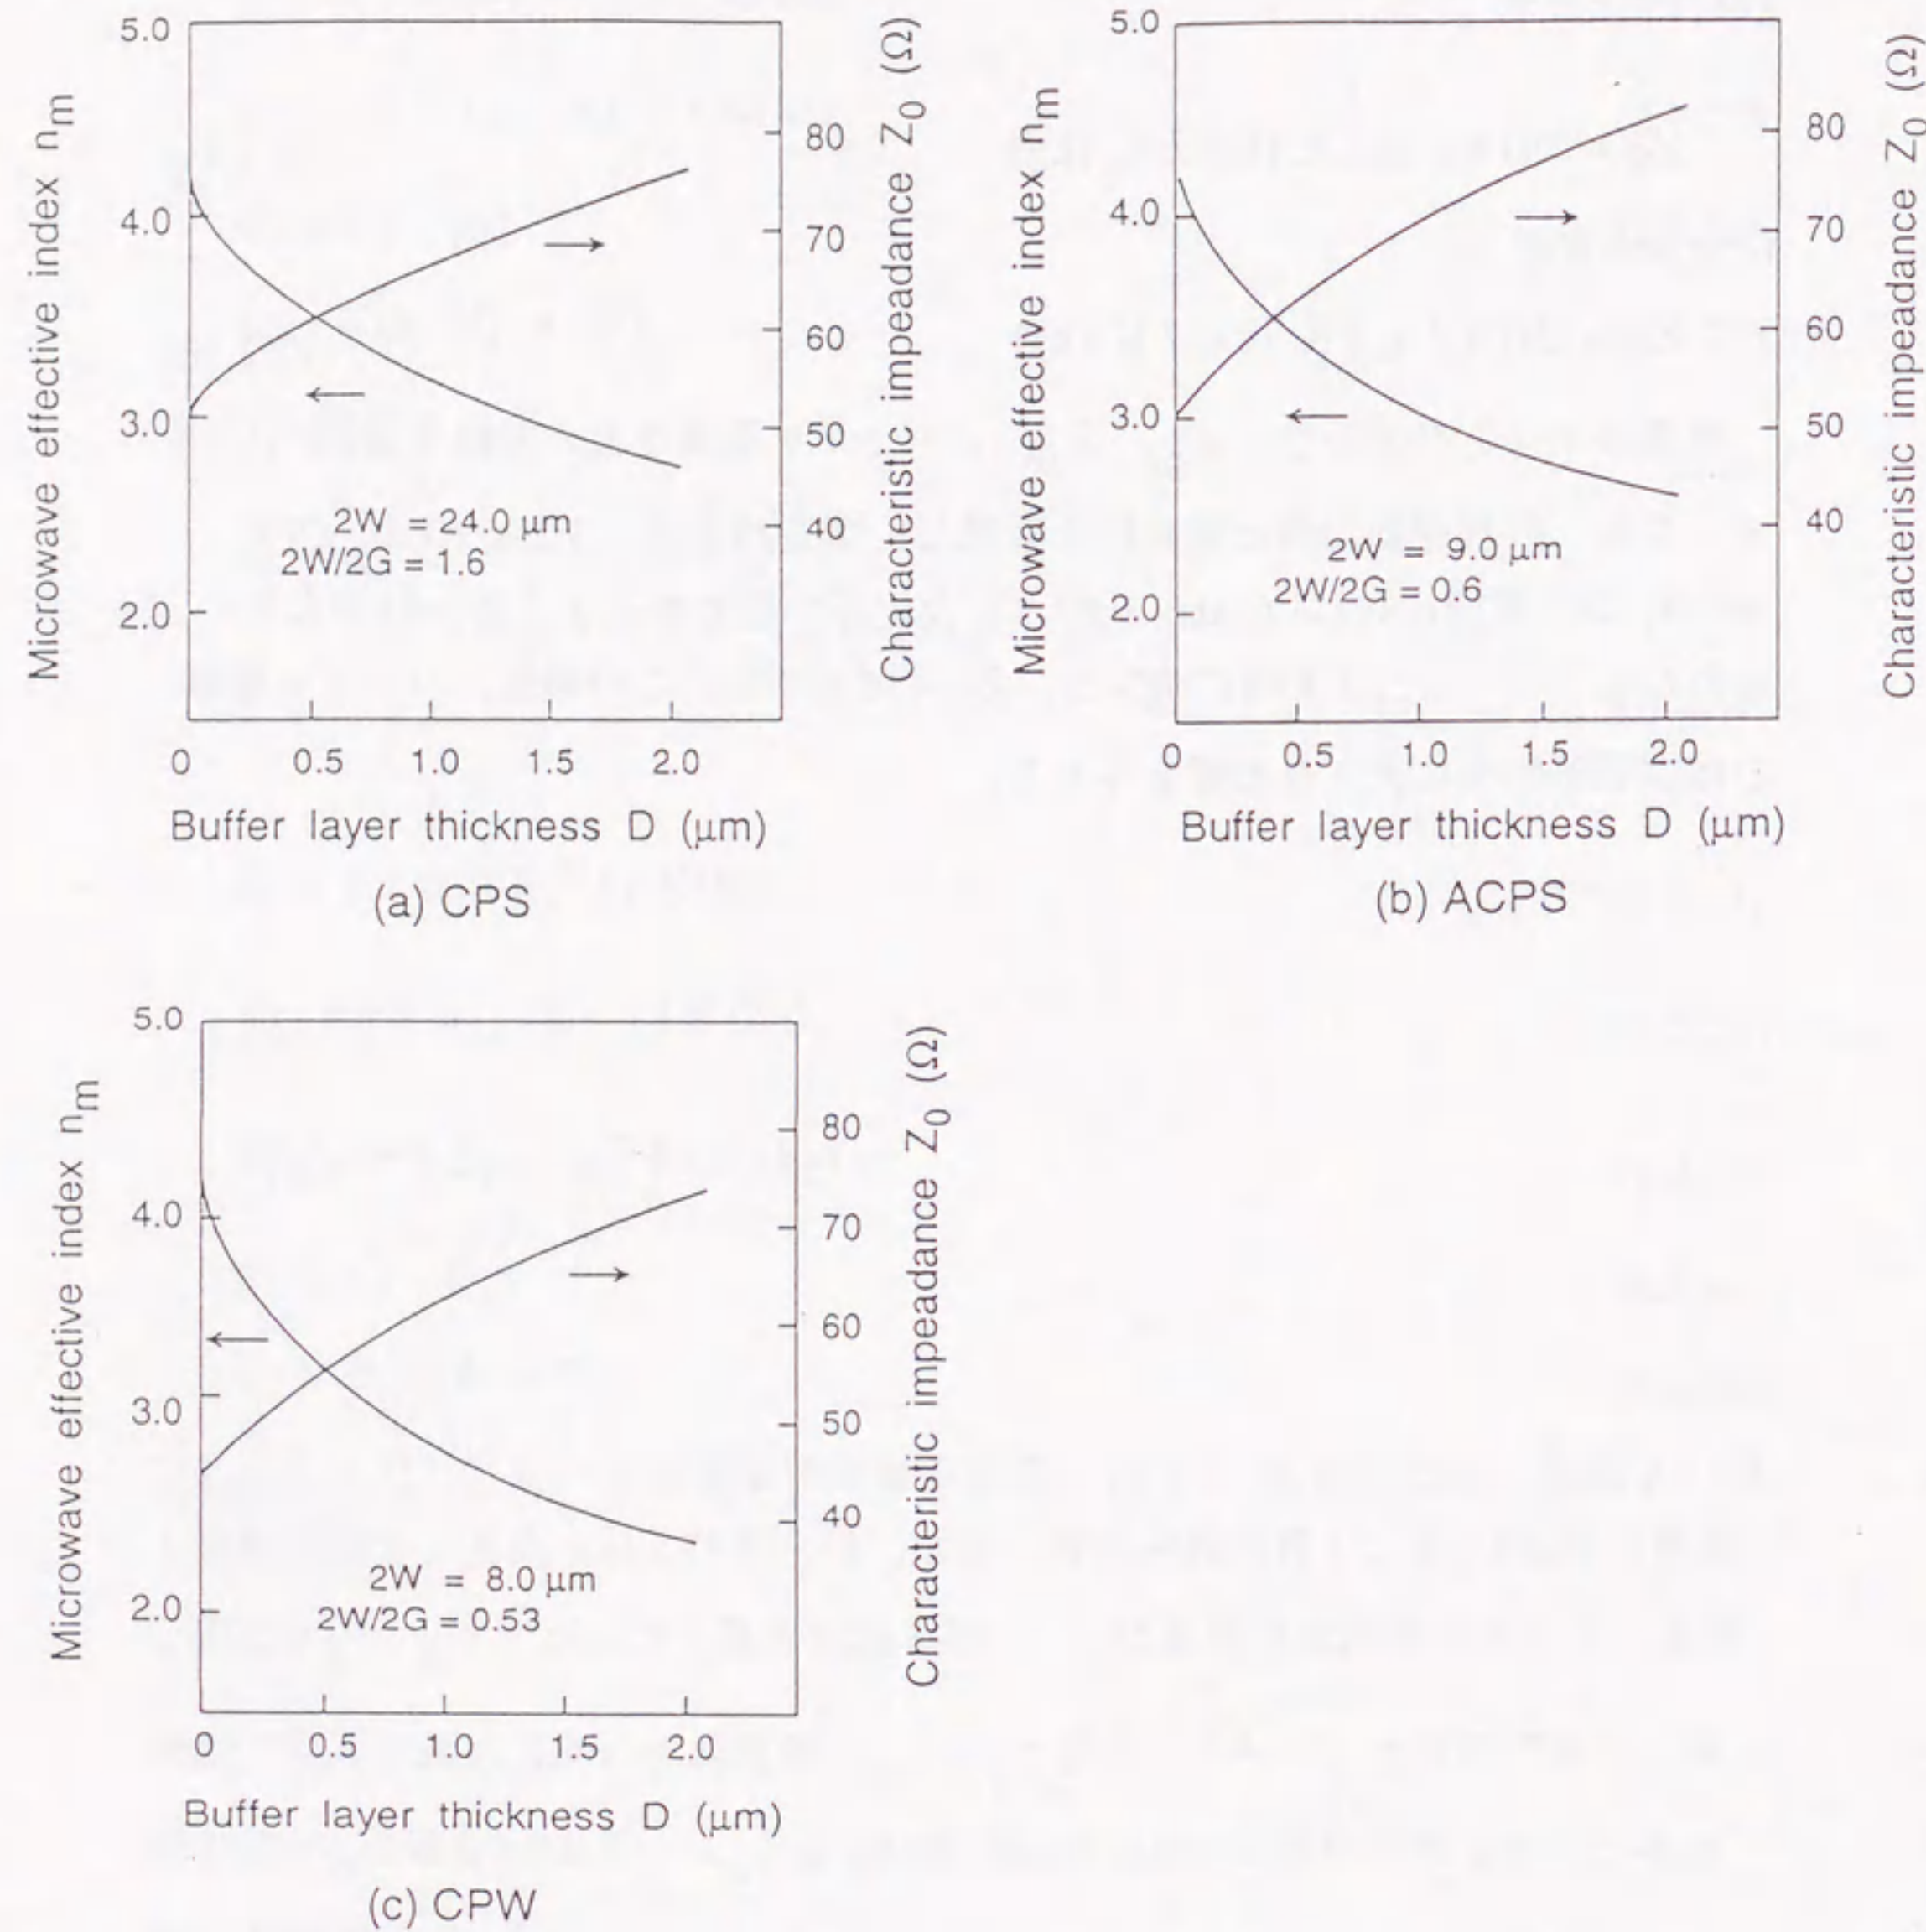 5.0
4.0
3.0
2.0
Microwave effective index nm
80
70
60
50
40
Characteristic impeadance Z0 (Ω)
2W = 24.0 μm
2W/2G = 1.6
0 0.5 1.0 1.5 2.0
Buffer layer thickness D (μm)
(a) CPS
5.0
4.0
3.0
2.0
Microwave effective index nm
80
70
60
50
40
Characteristic impeadance Z0 (Ω)
2W = 9.0 μm
2W/2G = 0.6
0 0.5 1.0 1.5 2.0
Buffer layer thickness D (μm)
(b) ACPS
5.0
4.0
3.0
2.0
Microwave effective index nm
80
70
60
50
40
Characteristic impeadance Z0 (Ω)
2W = 8.0 μm
2W/2G = 0.53
0 0.5 1.0 1.5 2.0
Buffer layer thickness D (μm)
(c) CPW